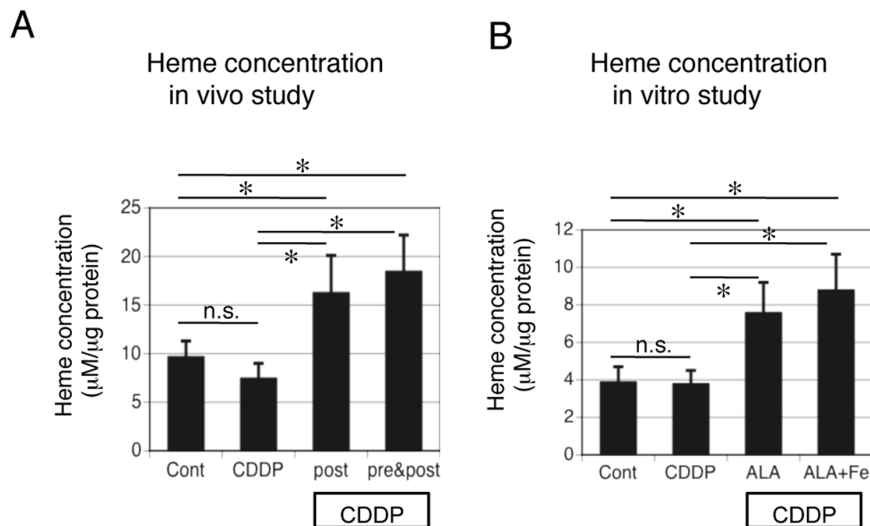 A
Heme concentration
in vivo study
*
*
*
*
n.s.
Heme concentration
(μM/μg protein)
25
20
15
10
5
0
Cont CDDP post pre&post
CDDP
B
Heme concentration
in vitro study
*
*
*
*
n.s.
Heme concentration
(μM/μg protein)
12
10
8
6
4
2
0
Cont CDDP ALA ALA+Fe
CDDP